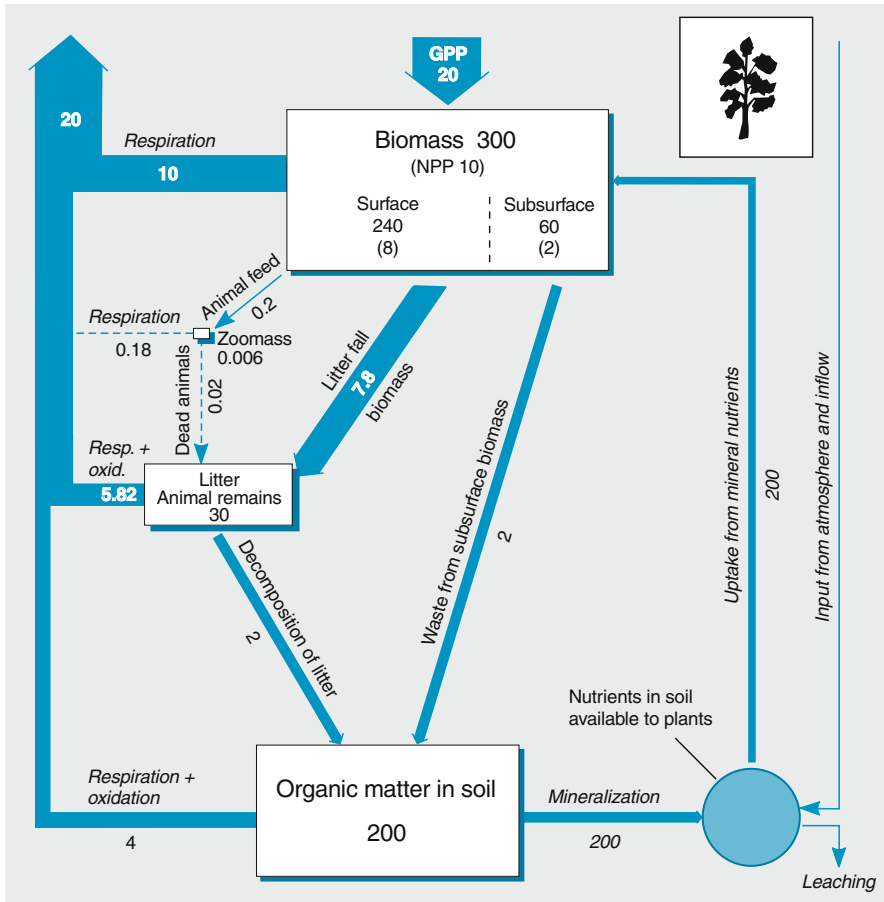 GPP
20
20
Respiration
10
Biomass 300
(NPP 10)
Surface
240
(8)
Subsurface
60
(2)
Animal feed
0.2
Respiration
0.18
Zoomass
0.006
Dead animals
0.02
Litter fall
7.8
biomass
Resp. +
oxid.
5.82
Litter
Animal remains
30
Waste from subsurface biomass
2
Decomposition of litter
2
Uptake from mineral nutrients
200
Input from atmosphere and inflow
Nutrients in soil
available to plants
Respiration +
oxidation
4
Organic matter in soil
200
Mineralization
200
Leaching